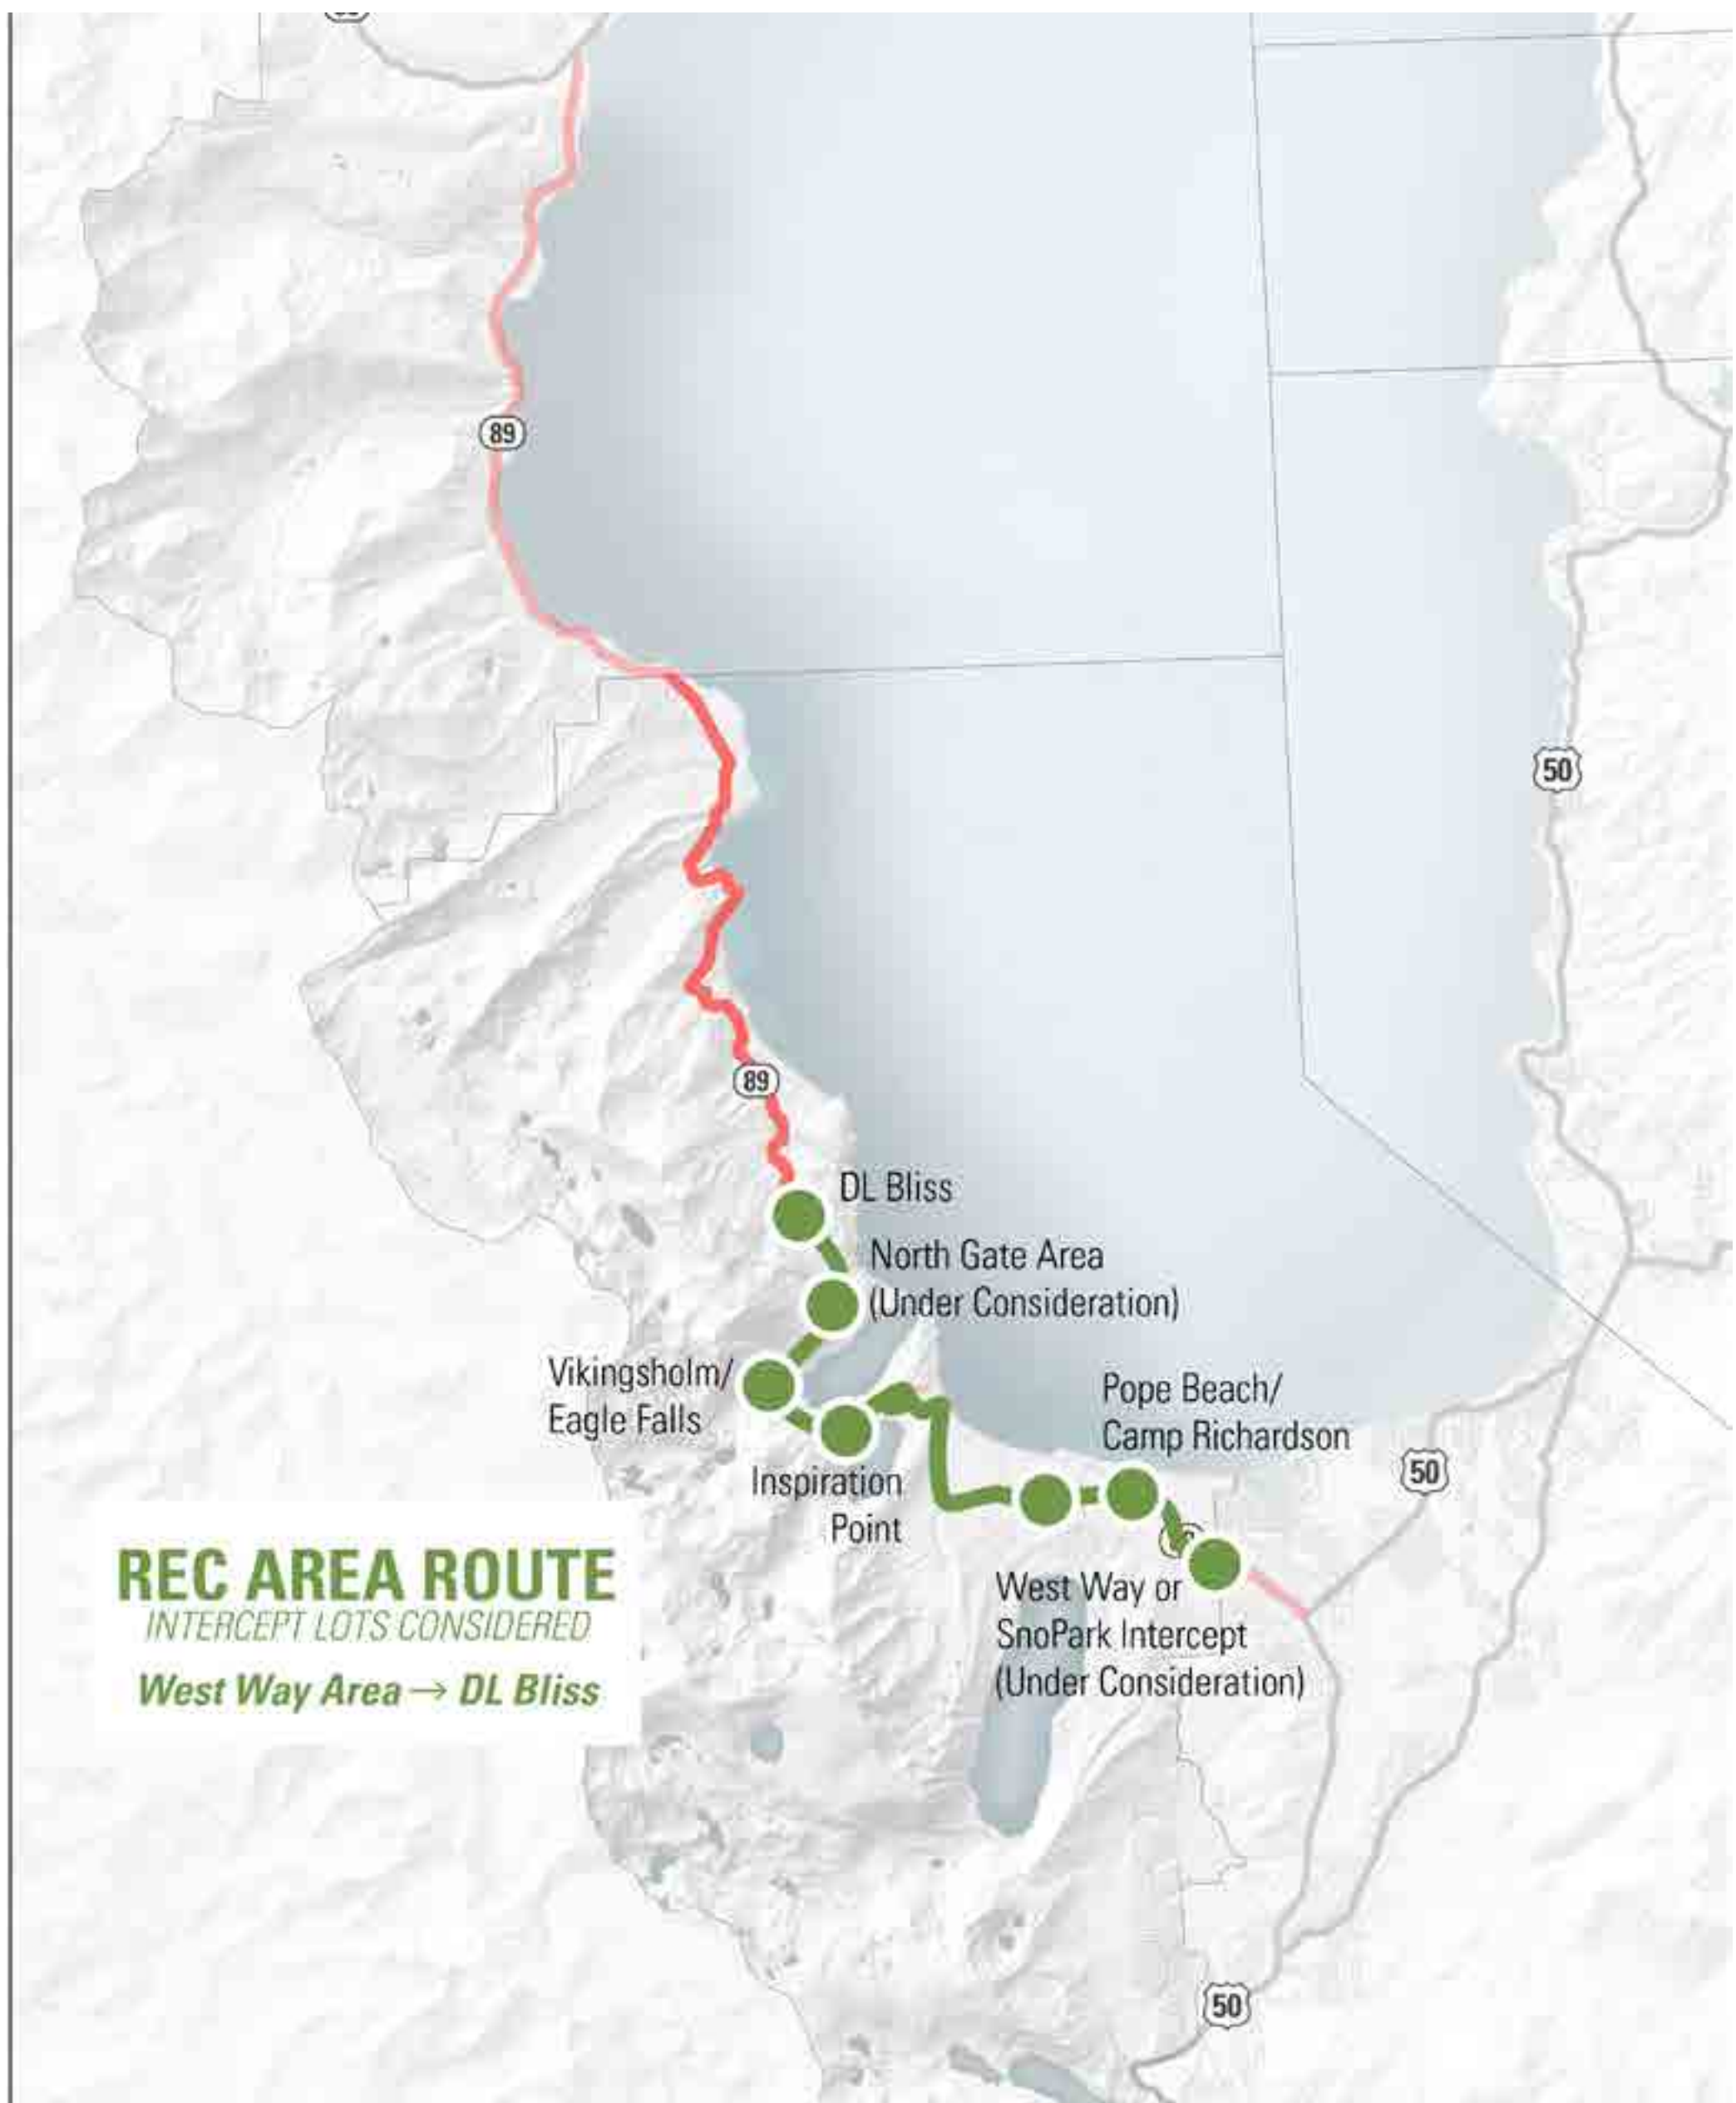 89
50
89
DL Bliss
North Gate Area
(Under Consideration)
Vikingsholm/
Eagle Falls
Pope Beach/
Camp Richardson
50
Inspiration
Point
REC AREA ROUTE
INTERCEPT LOTS CONSIDERED
West Way Area → DL Bliss
West Way or
SnoPark Intercept
(Under Consideration)
50